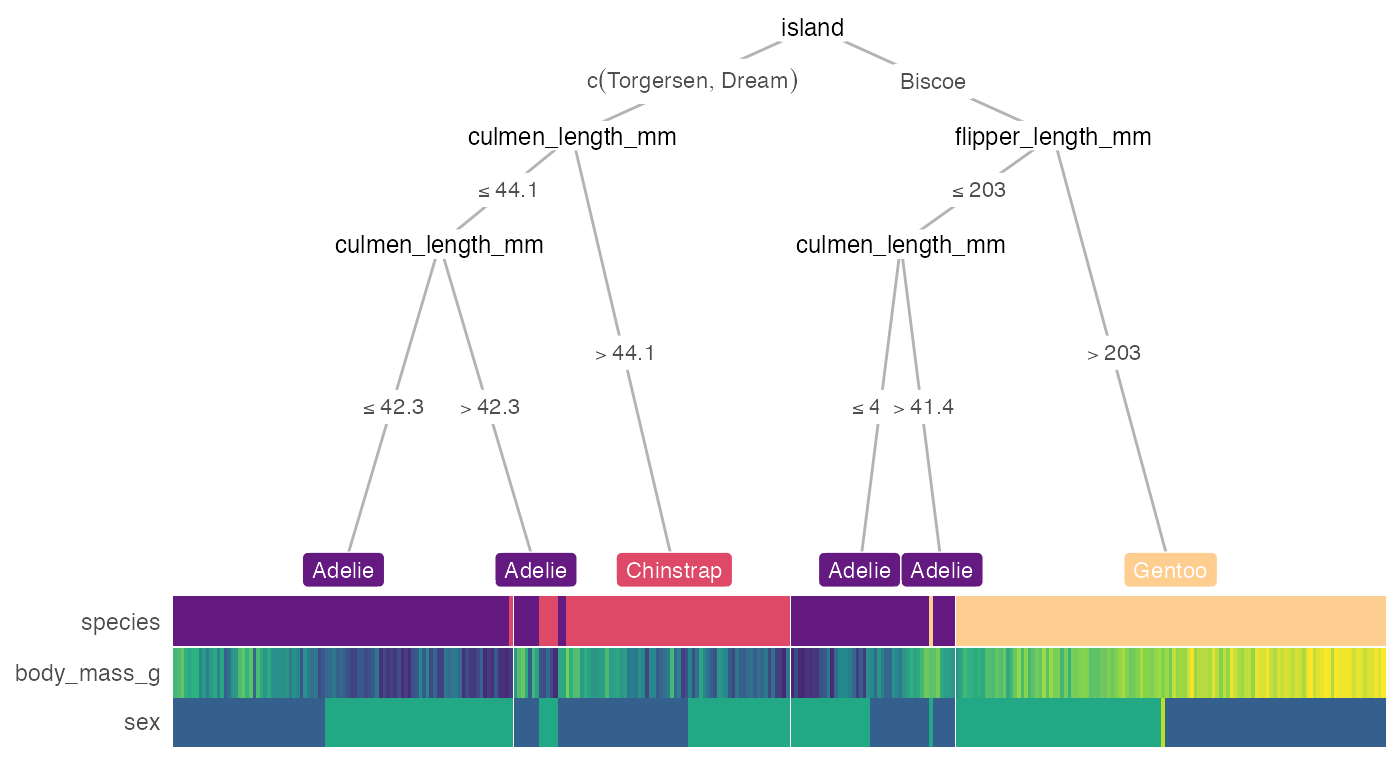 island
c(Torgersen, Dream)
Biscoe
culmen_length_mm
flipper_length_mm
≤ 44.1
≤ 203
culmen_length_mm
culmen_length_mm
> 44.1
> 203
≤ 42.3
> 42.3
≤ 4
> 41.4
Adelie
Adelie
Chinstrap
Adelie
Adelie
Gentoo
species
body_mass_g
sex